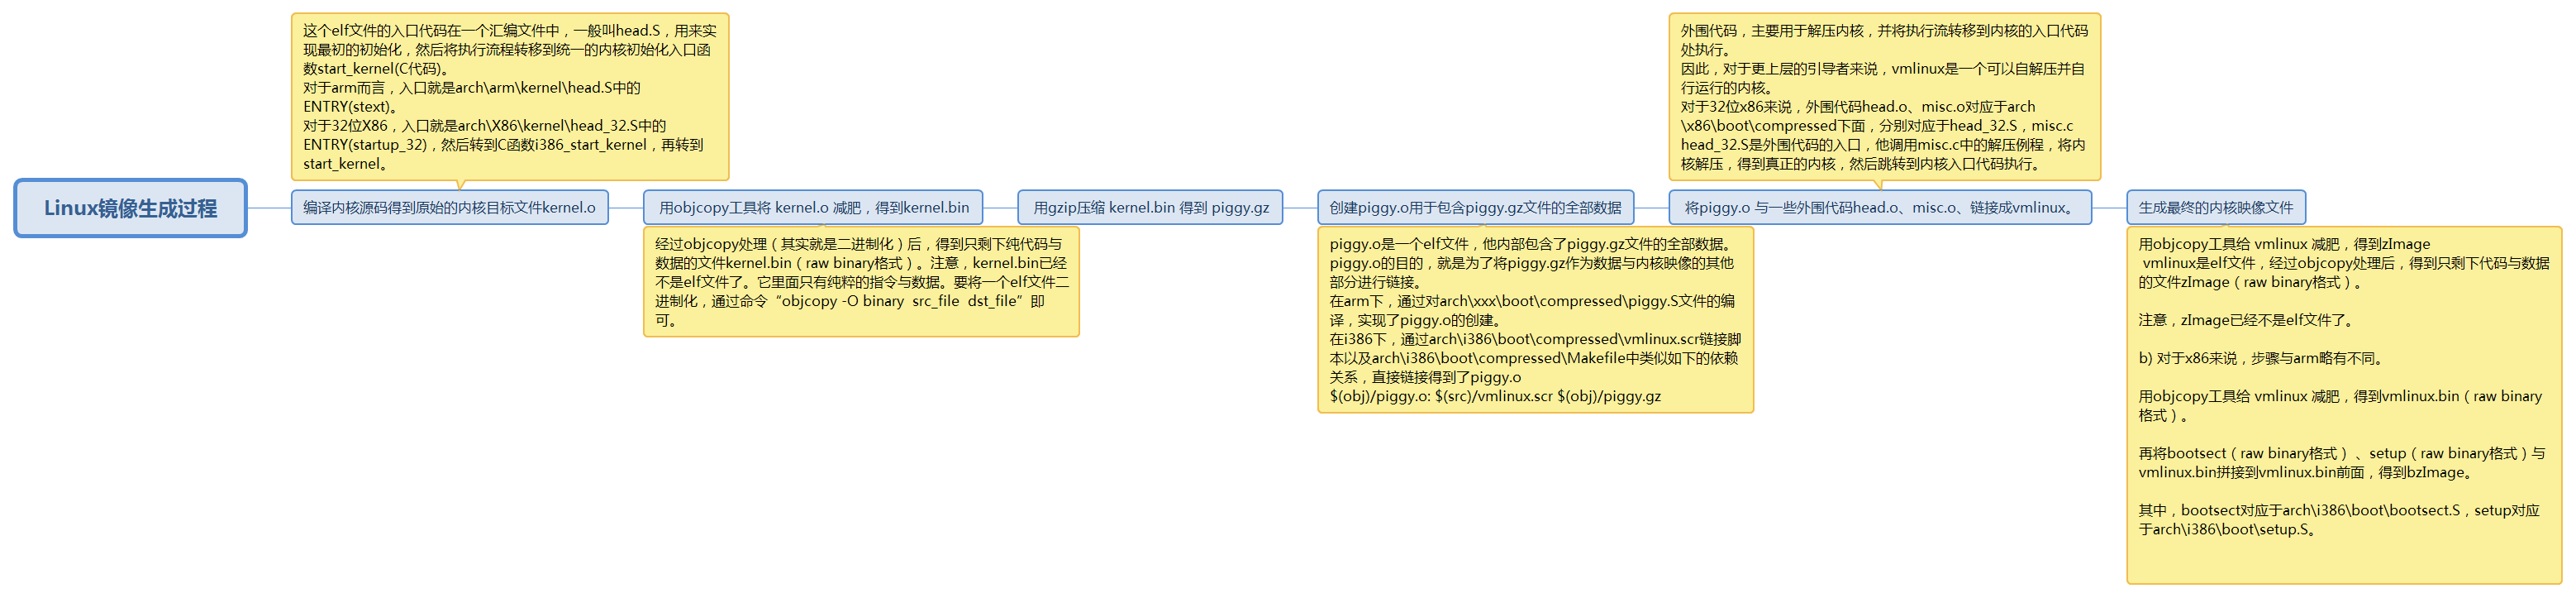 Linux镜像生成过程
这个elf文件的入口代码在一个汇编文件中，一般叫head.S，用来实
现最初的初始化，然后将执行流程转移到统一的内核初始化入口函
数start_kernel(C代码)。
对于arm而言，入口就是arch\arm\kernel\head.S中的
ENTRY(stext)。
对于32位X86，入口就是arch\X86\kernel\head_32.S中的
ENTRY(startup_32)，然后转到C函数i386_start_kernel，再转到
start_kernel。
编译内核源码得到原始的内核目标文件kernel.o
用objcopy工具将 kernel.o 减肥，得到kernel.bin
经过objcopy处理（其实就是二进制化）后，得到只剩下纯代码与
数据的文件kernel.bin（raw binary格式）。注意，kernel.bin已经
不是elf文件了。它里面只有纯粹的指令与数据。要将一个elf文件二
进制化，通过命令“objcopy -O binary  src_file  dst_file”即
可。
用gzip压缩 kernel.bin 得到 piggy.gz
创建piggy.o用于包含piggy.gz文件的全部数据
piggy.o是一个elf文件，他内部包含了piggy.gz文件的全部数据。
piggy.o的目的，就是为了将piggy.gz作为数据与内核映像的其他
部分进行链接。
在arm下，通过对arch\xxx\boot\compressed\piggy.S文件的编
译，实现了piggy.o的创建。
在i386下，通过arch\i386\boot\compressed\vmlinux.scr链接脚
本以及arch\i386\boot\compressed\Makefile中类似如下的依赖
关系，直接链接得到了piggy.o
$(obj)/piggy.o: $(src)/vmlinux.scr $(obj)/piggy.gz
外围代码，主要用于解压内核，并将执行流转移到内核的入口代码
处执行。
因此，对于更上层的引导者来说，vmlinux是一个可以自解压并自
行运行的内核。
对于32位x86来说，外围代码head.o、misc.o对应于arch
\x86\boot\compressed下面，分别对应于head_32.S，misc.c
head_32.S是外围代码的入口，他调用misc.c中的解压例程，将内
核解压，得到真正的内核，然后跳转到内核入口代码执行。
将piggy.o 与一些外围代码head.o、misc.o、链接成vmlinux。
生成最终的内核映像文件
用objcopy工具给 vmlinux 减肥，得到zImage
vmlinux是elf文件，经过objcopy处理后，得到只剩下代码与数据
的文件zImage（raw binary格式）。
注意，zImage已经不是elf文件了。
b) 对于x86来说，步骤与arm略有不同。
用objcopy工具给 vmlinux 减肥，得到vmlinux.bin（raw binary
格式）。
再将bootsect（raw binary格式）、setup（raw binary格式）与
vmlinux.bin拼接到vmlinux.bin前面，得到bzImage。
其中，bootsect对应于arch\i386\boot\bootsect.S，setup对应
于arch\i386\boot\setup.S。